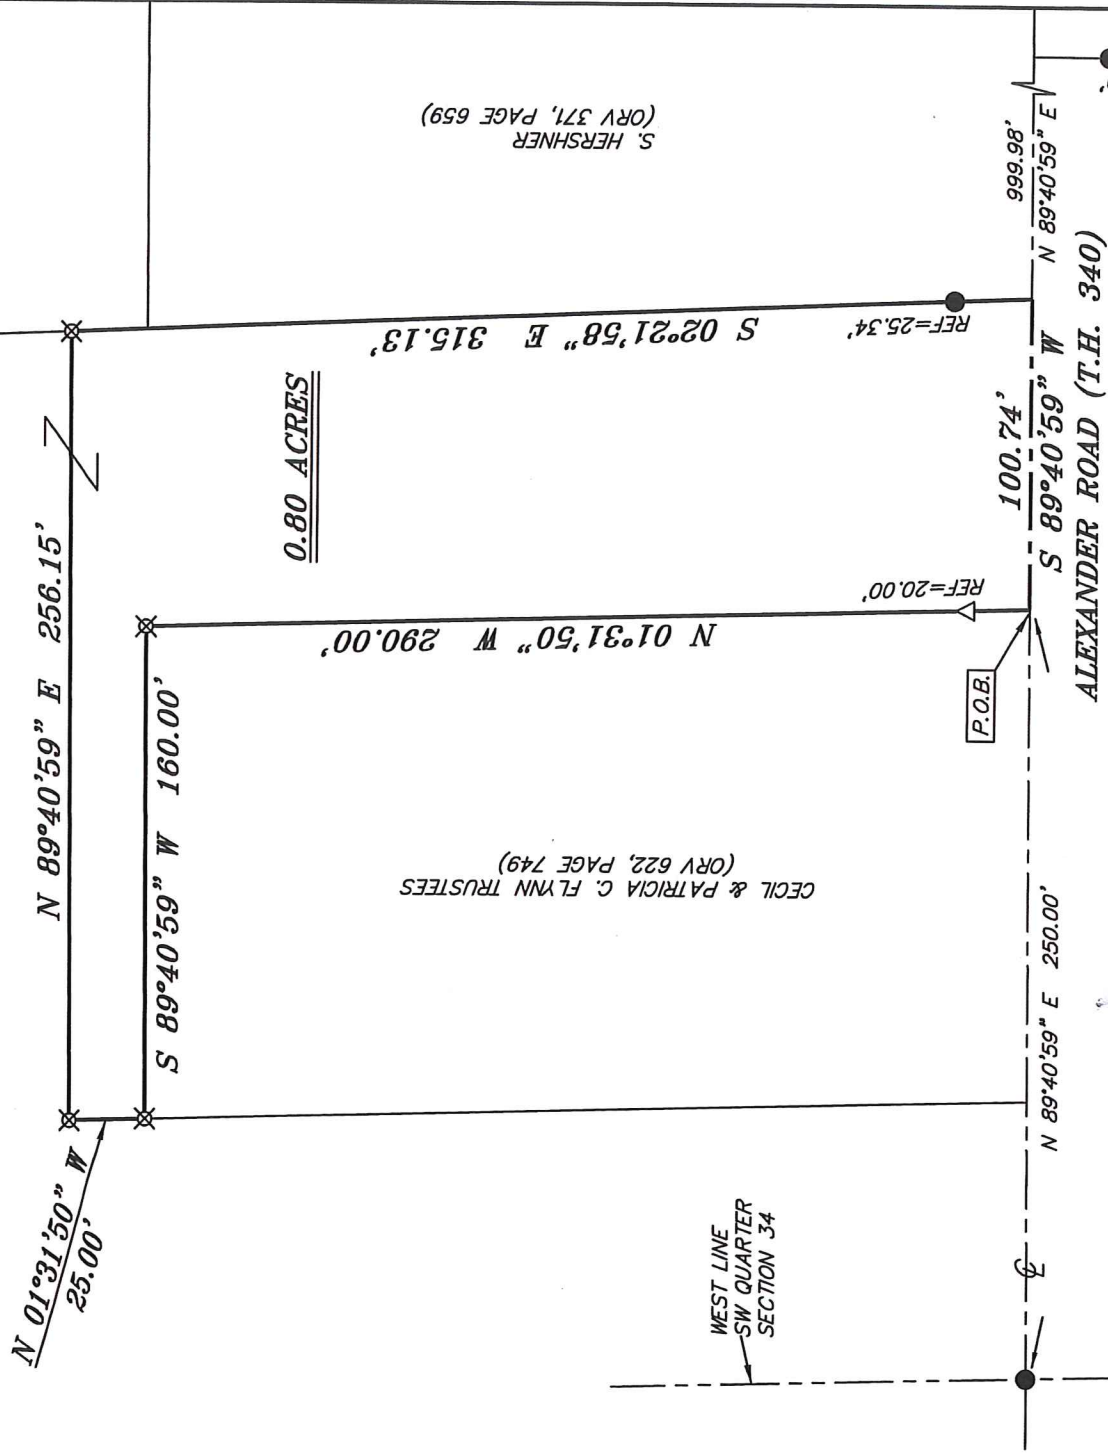 S. HERSHNER
(ORV 371, PAGE 659)
999.98'
N 89°40'59" E
S 02°21'58" E 315.13'
REF=25.34'
N 89°40'59" E 256.15'
0.80 ACRES
100.74'
S 89°40'59" W
ALEXANDER ROAD (T.H. 340)
S 89°40'59" W 160.00'
N 01°31'50" W 290.00'
REF=20.00'
P.O.B.
CECIL & PATRICIA C. FLYNN TRUSTEES
(ORV 622, PAGE 749)
N 89°40'59" E 250.00'
N 01°31'50" W
25.00'
WEST LINE
SW QUARTER
SECTION 34
℄